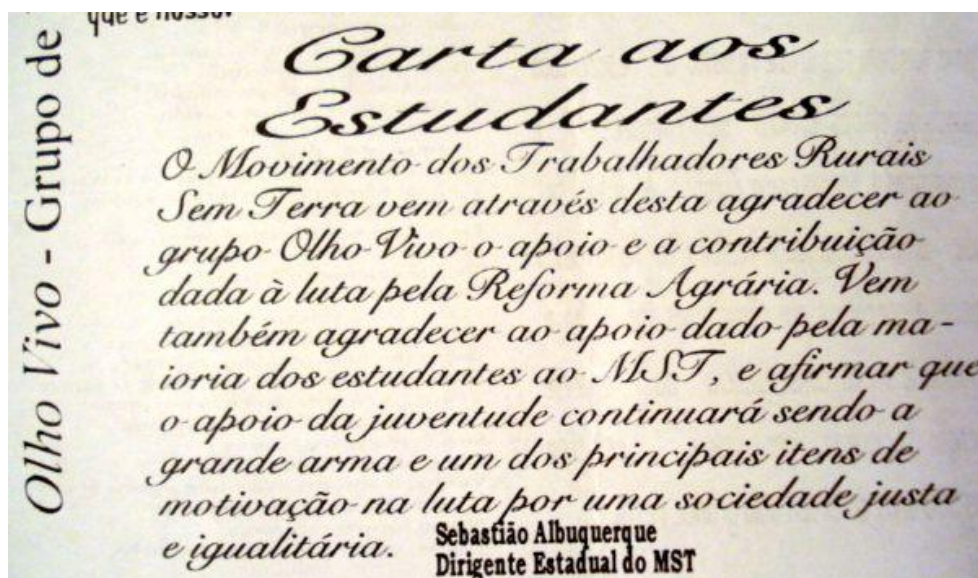 que é nosso.
Olho Vivo - Grupo de
Carta aos
Estudantes
O Movimento dos Trabalhadores Rurais
Sem Terra vem através desta agradecer ao
grupo Olho Vivo o apoio e a contribuição
dada à luta pela Reforma Agrária. Vem
também agradecer ao apoio dado pela ma-
ioria dos estudantes ao MST, e afirmar que
o apoio da juventude continuará sendo a
grande arma e um dos principais itens de
motivação na luta por uma sociedade justa
e igualitária.
Sebastião Albuquerque
Dirigente Estadual do MST